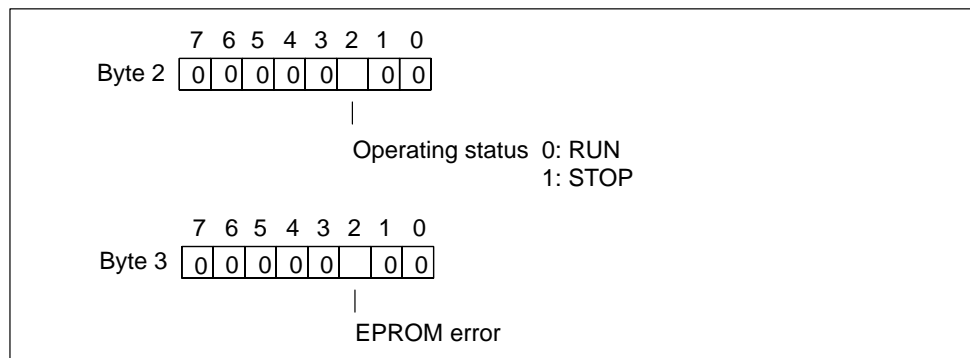 7 6 5 4 3 2 1 0
Byte 2 0 0 0 0 0 0 0
Operating status 0: RUN
1: STOP
7 6 5 4 3 2 1 0
Byte 3 0 0 0 0 0 0 0
EPROM error